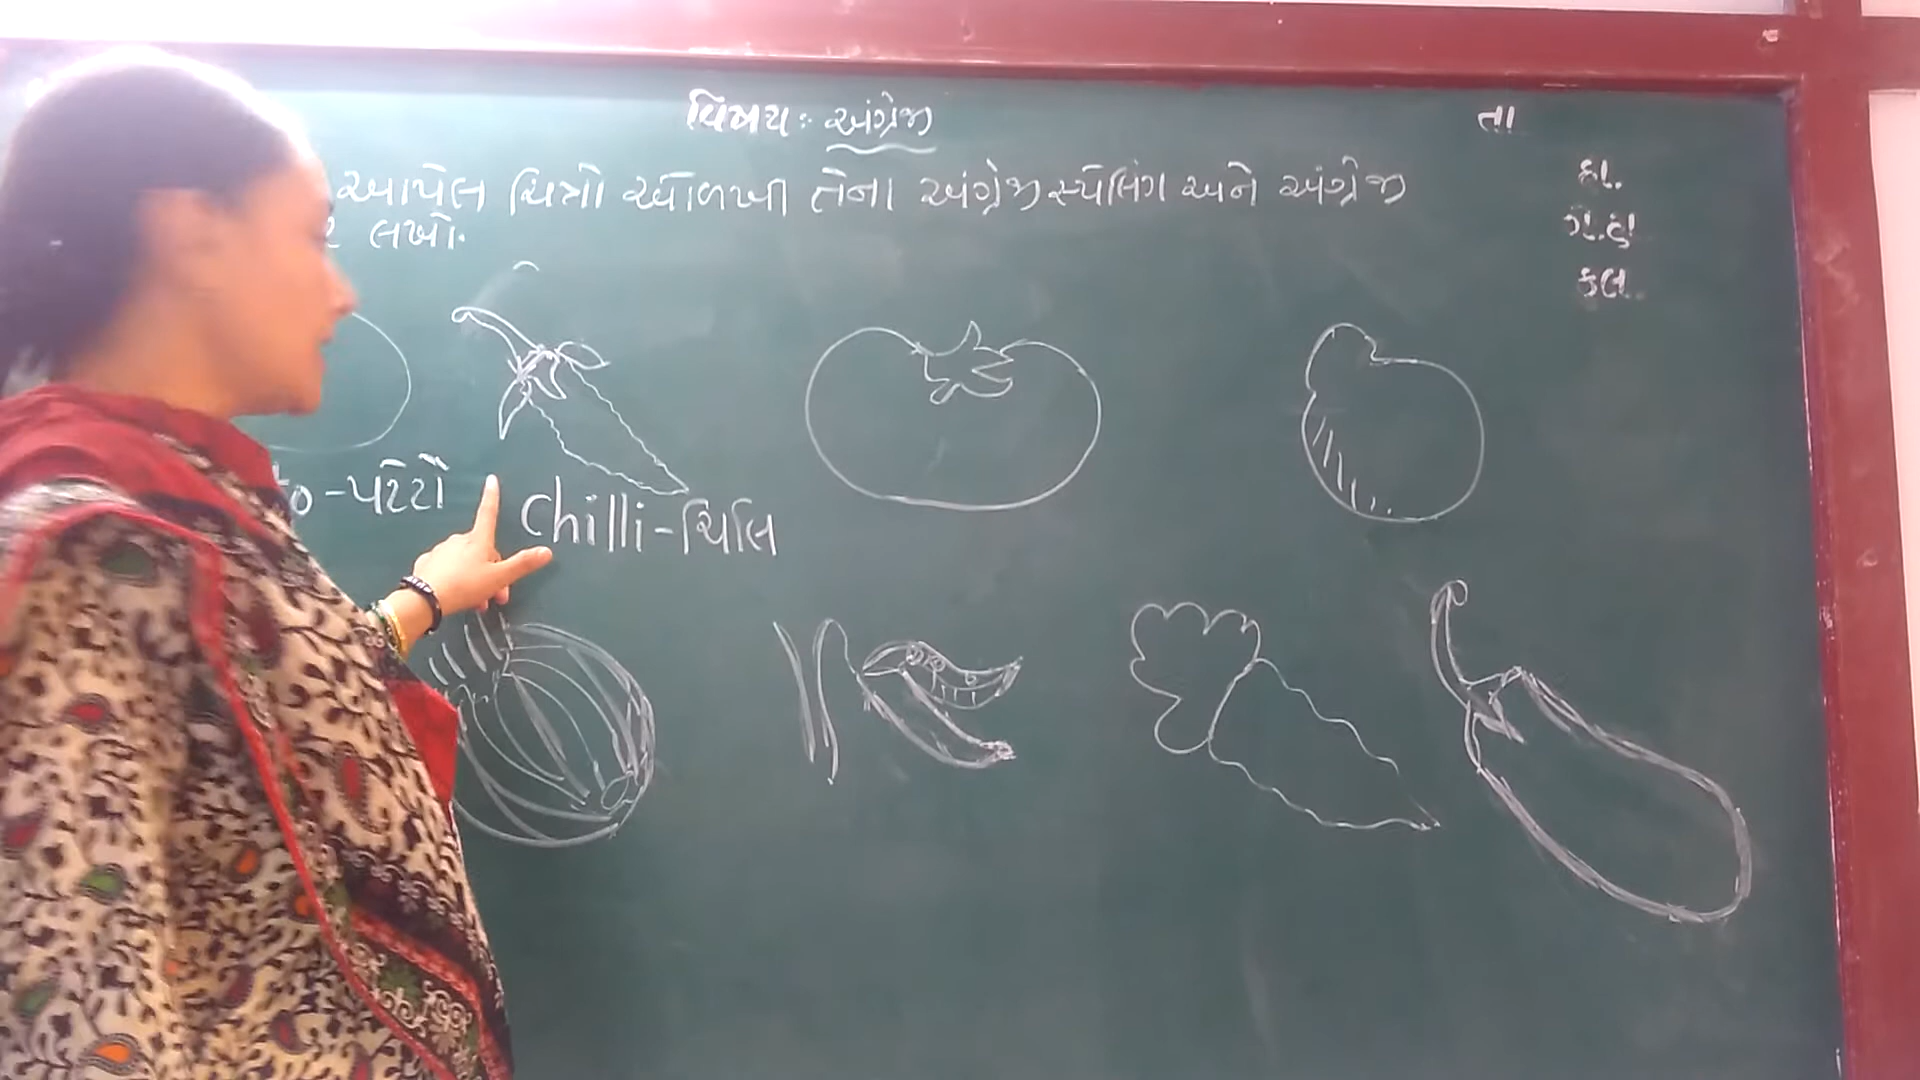 વિષય:- અંગ્રેજી
તા
આપેલ ચિત્રો ઓળખી તેના અંગ્રેજી સ્પેલિંગ અને અંગ્રેજી
લખો.
કુા.
ગે.હા
કુલ
to - પટેટો
Chilli - ચિલિ